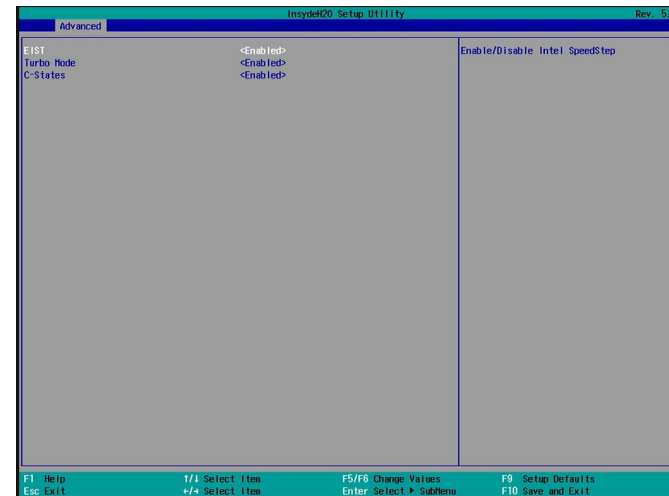 InsydeH20 Setup Utility Rev. 5.
Advanced
EIST <Enabled> Enable/Disable Intel SpeedStep
Turbo Mode <Enabled>
C-States <Enabled>
F1 Help ↑/↓ Select Item F5/F6 Change Values F9 Setup Defaults
Esc Exit ←/→ Select Item Enter Select ▶ SubMenu F10 Save and Exit